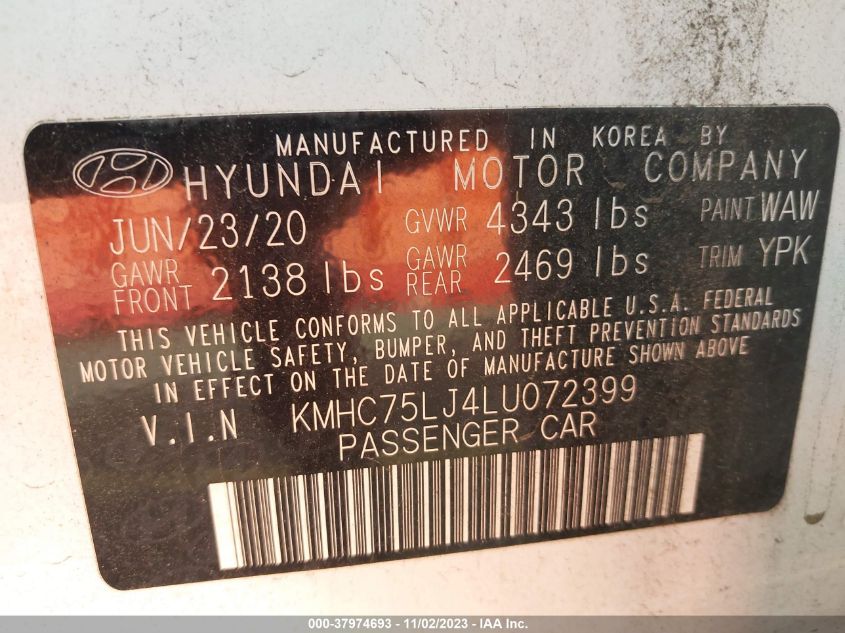 MANUFACTURED IN KOREA BY
HYUNDAI MOTOR COMPANY
JUN/23/20 GVWR 4343 lbs PAINT WAW
GAWR FRONT 2138 lbs GAWR REAR 2469 lbs TRIM YPK
THIS VEHICLE CONFORMS TO ALL APPLICABLE U.S.A. FEDERAL
MOTOR VEHICLE SAFETY, BUMPER, AND THEFT PREVENTION STANDARDS
IN EFFECT ON THE DATE OF MANUFACTURE SHOWN ABOVE
V.I.N KMHC75LJ4LU072399
PASSENGER CAR
000-37974693 - 11/02/2023 - IAA Inc.